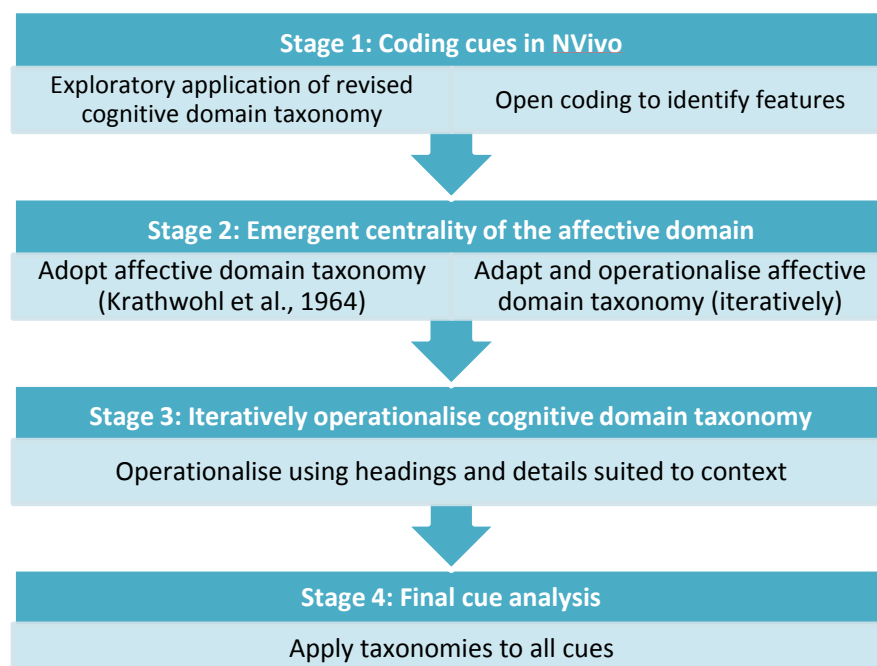 Stage 1: Coding cues in NVivo
Exploratory application of revised
cognitive domain taxonomy
Open coding to identify features
Stage 2: Emergent centrality of the affective domain
Adopt affective domain taxonomy
(Krathwohl et al., 1964)
Adapt and operationalise affective
domain taxonomy (iteratively)
Stage 3: Iteratively operationalise cognitive domain taxonomy
Operationalise using headings and details suited to context
Stage 4: Final cue analysis
Apply taxonomies to all cues